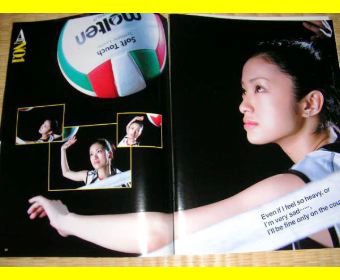 molten
Soft Touch
Even if I feel so heavy, or
I'm very sad……,
I'll be fine only on the cou